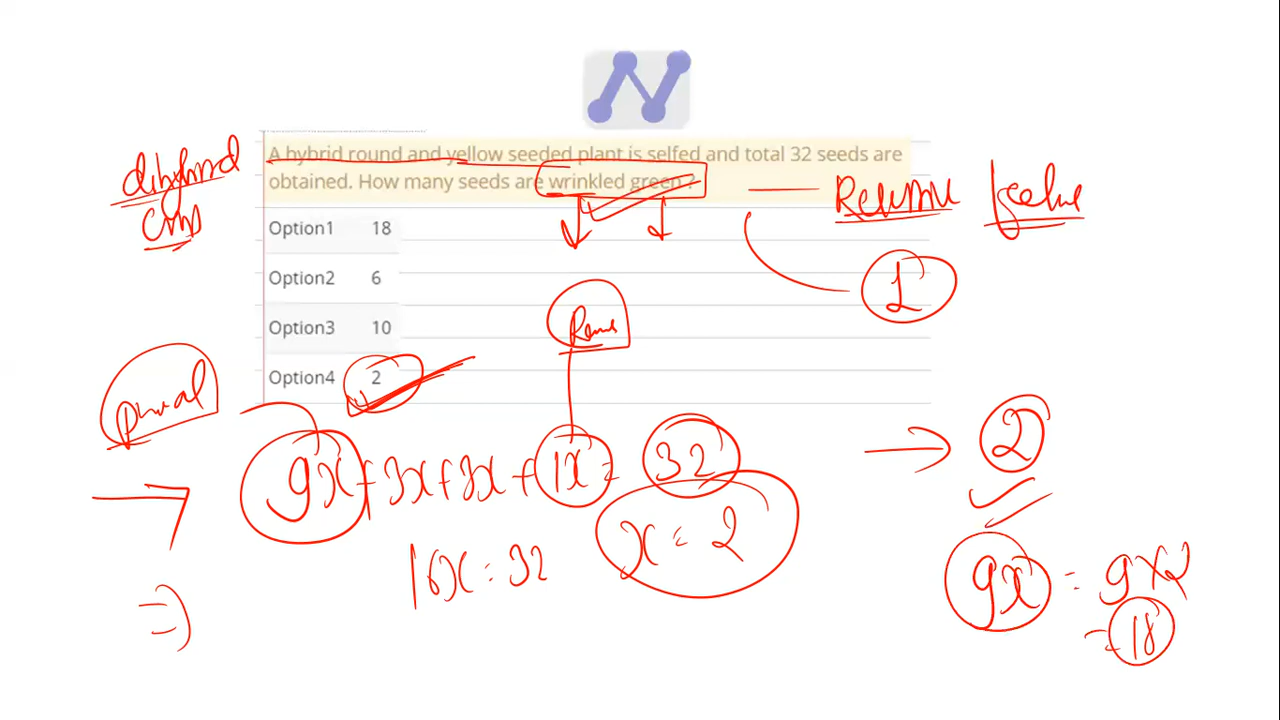 A hybrid round and yellow seeded plant is selfed and total 32 seeds are
obtained. How many seeds are wrinkled green ?
dihybrid
cross
Option1 18
1
Option2 6
Option3 10
Option4 2
2
9x + 3x + 3x + 1x = 32
16x = 32
x = 2
9x = 9x2
= 18